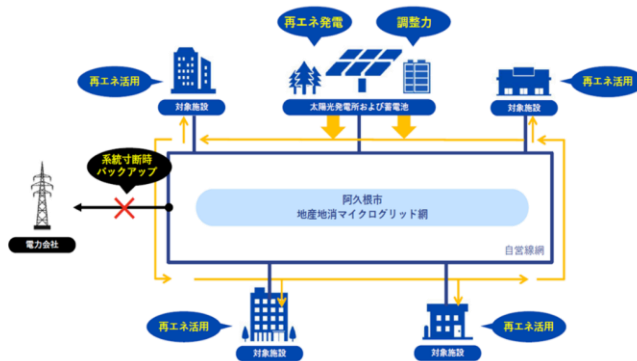 再エネ発電
調整力
再エネ活用
対象施設
太陽光発電所および蓄電池
対象施設
再エネ活用
系統寸断時
バックアップ
電力会社
阿久根市
地産地消マイクログリッド網
自営線網
再エネ活用
対象施設
対象施設
再エネ活用